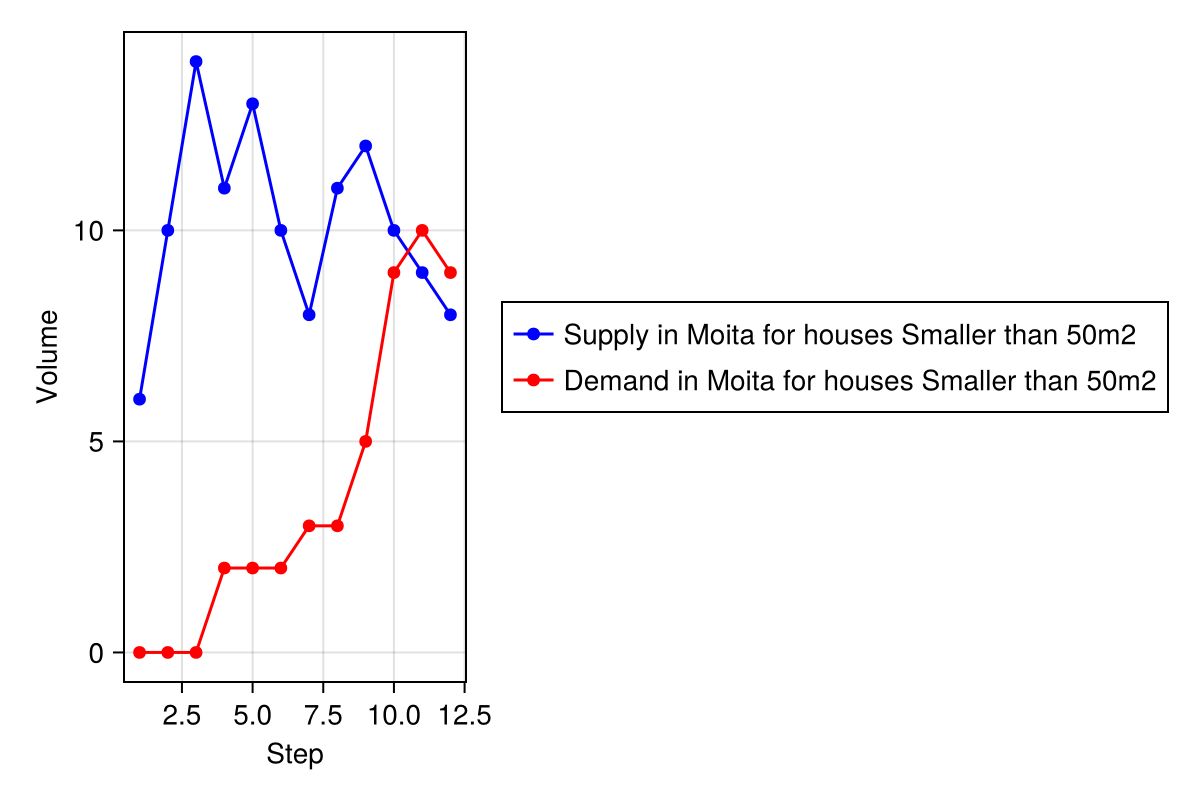 Volume
10
5
0
2.5 5.0 7.5 10.0 12.5
Step
Supply in Moita for houses Smaller than 50m2
Demand in Moita for houses Smaller than 50m2